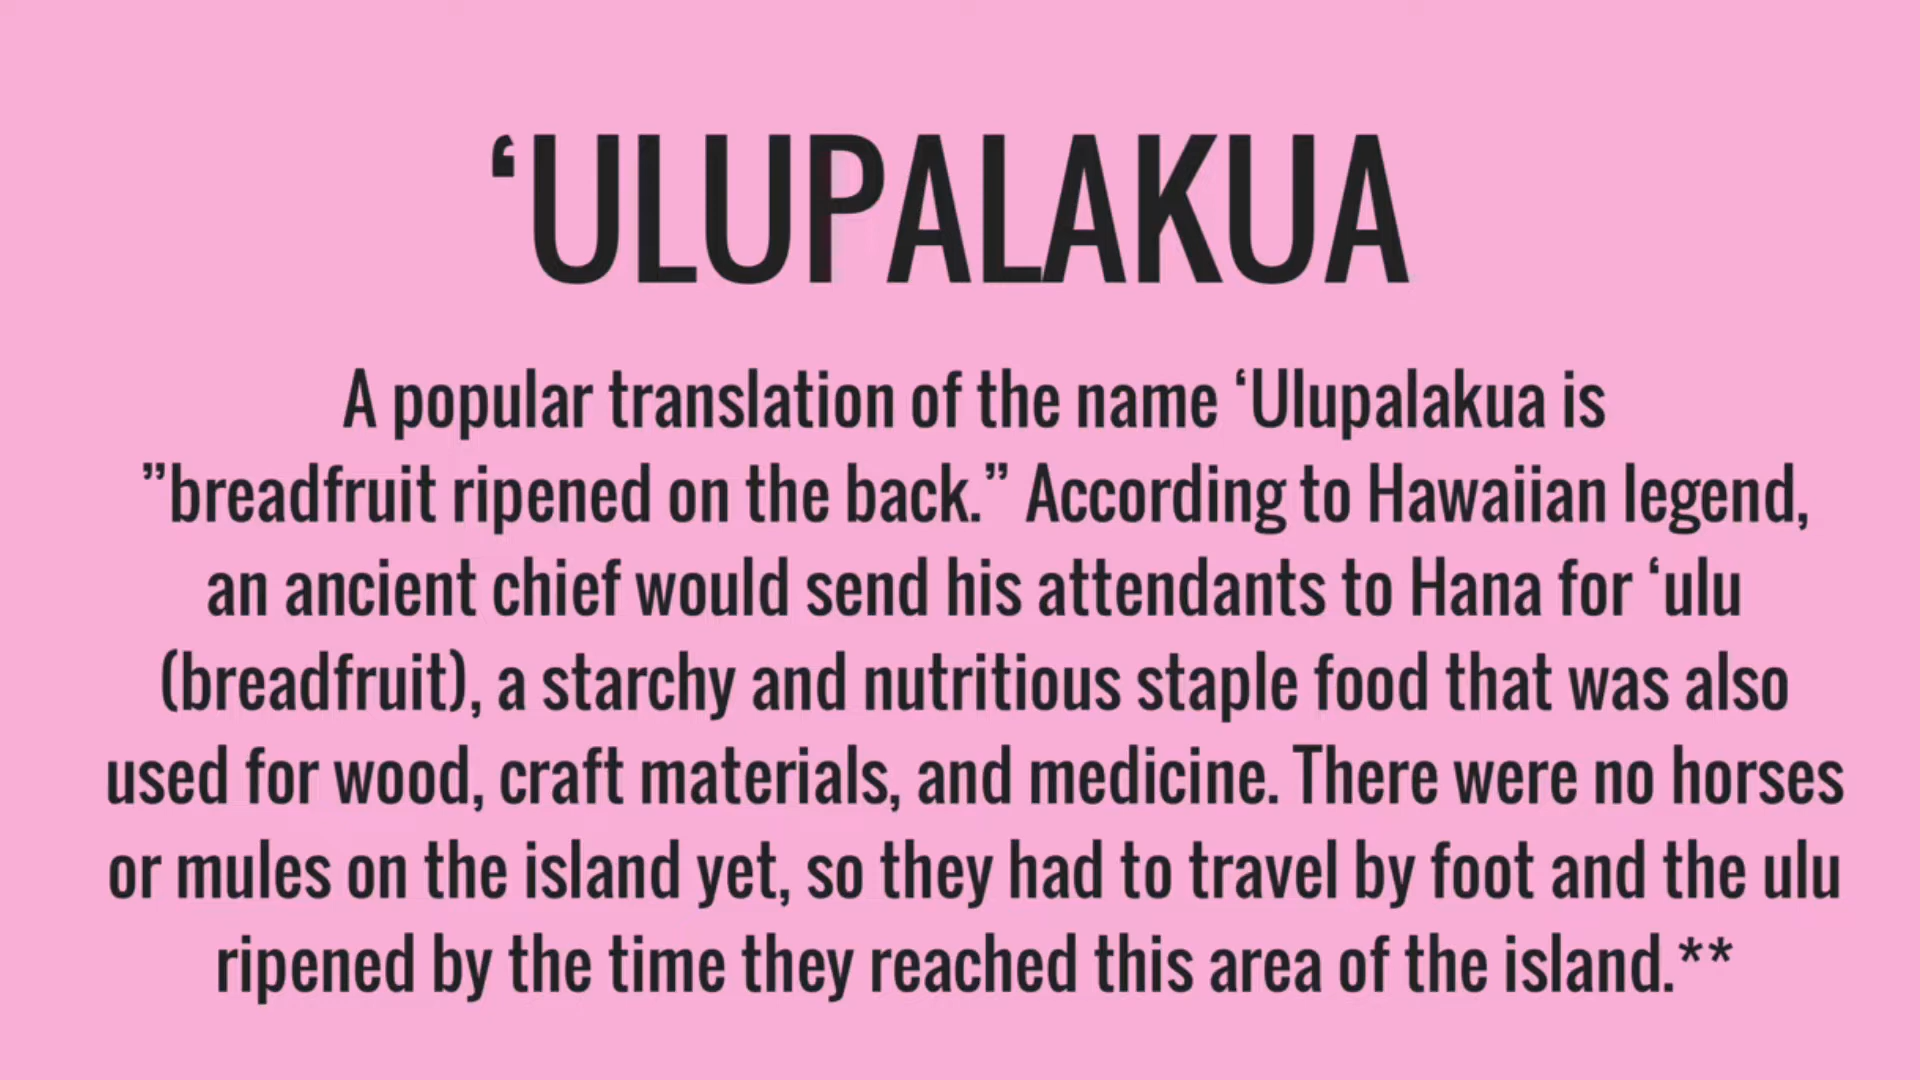 ‘ULUPALAKUA
A popular translation of the name ‘Ulupalakua is
”breadfruit ripened on the back.” According to Hawaiian legend,
an ancient chief would send his attendants to Hana for ‘ulu
(breadfruit), a starchy and nutritious staple food that was also
used for wood, craft materials, and medicine. There were no horses
or mules on the island yet, so they had to travel by foot and the ulu
ripened by the time they reached this area of the island.**